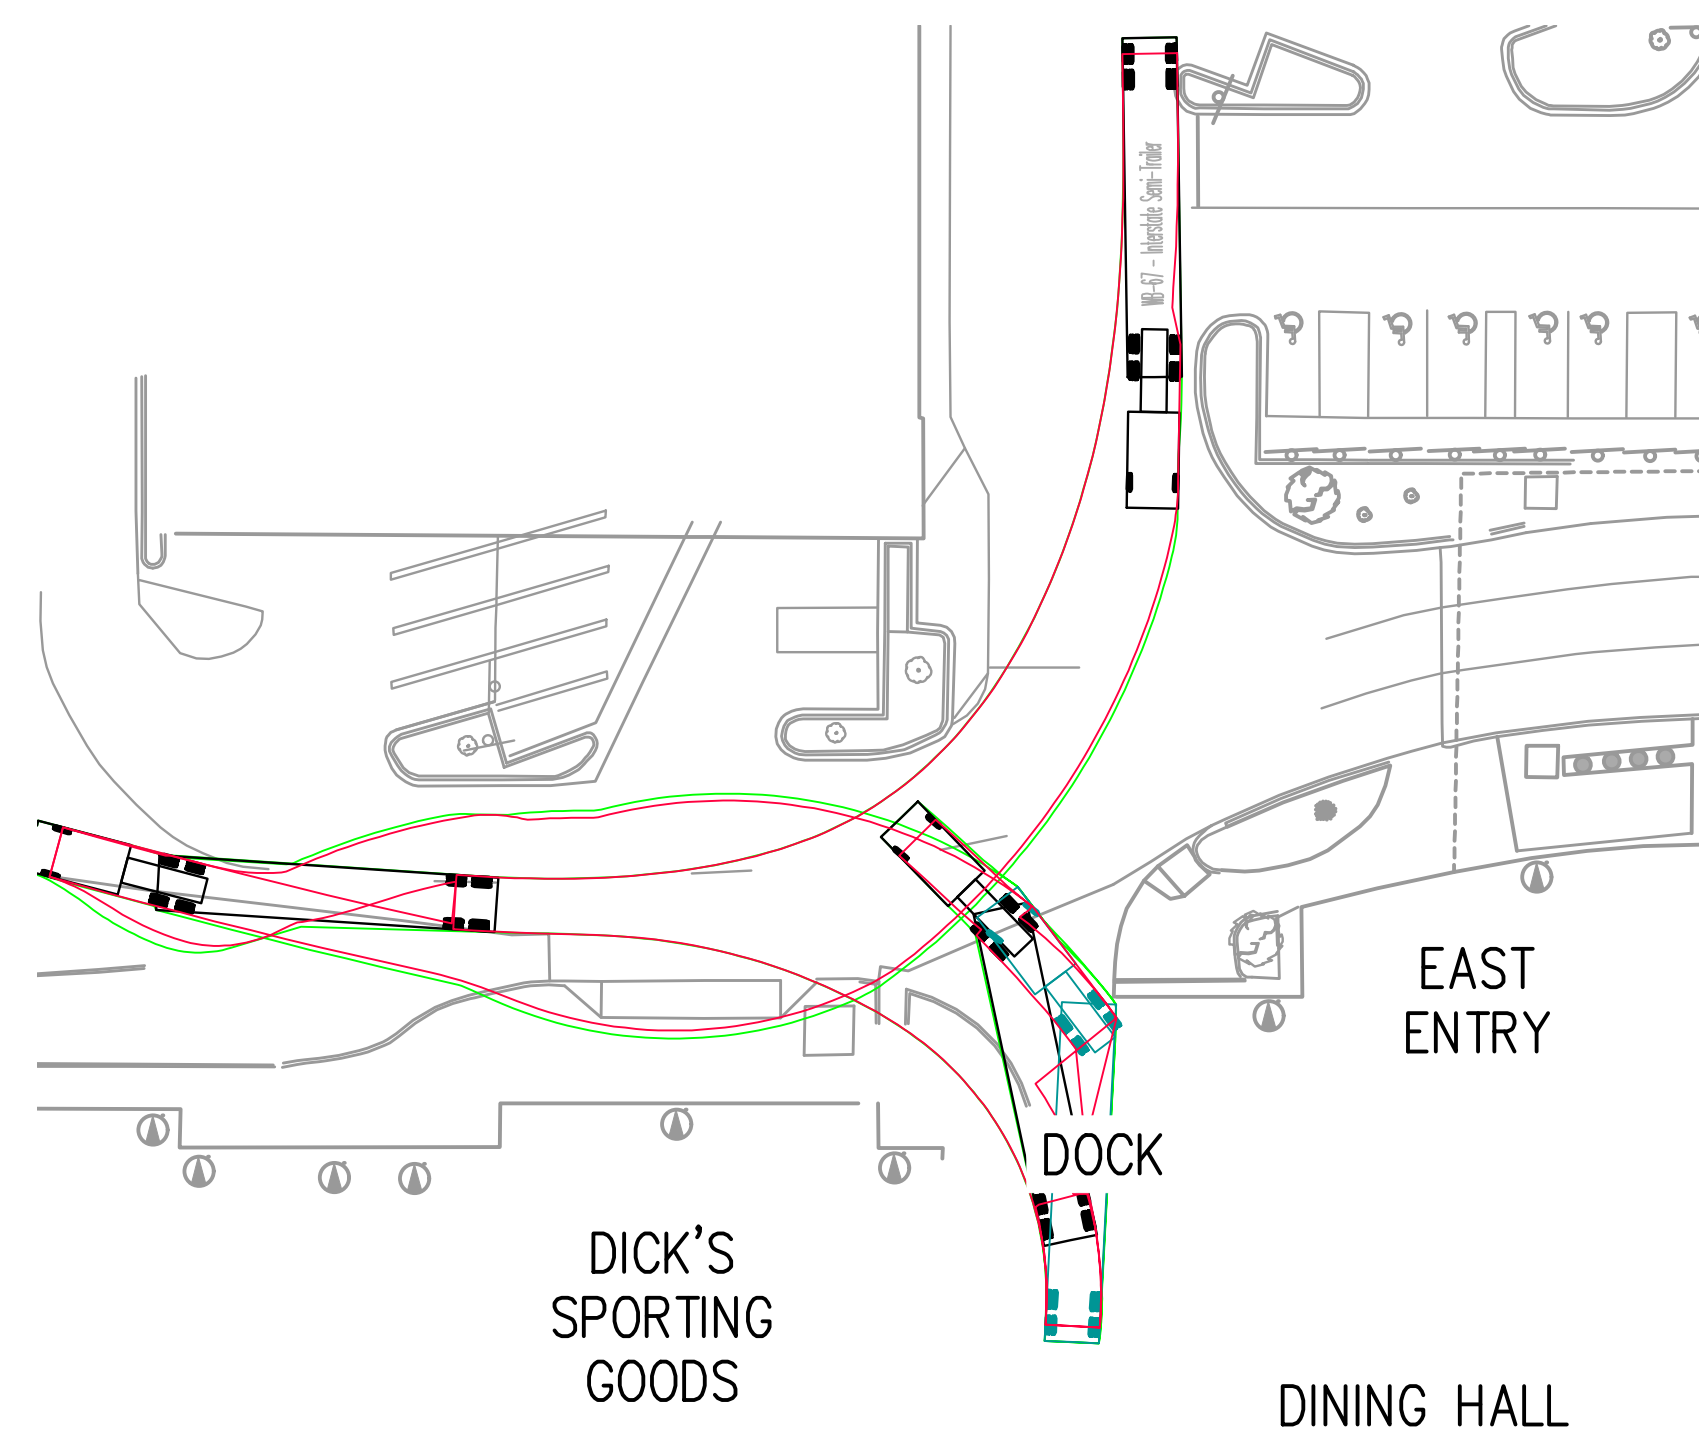 WB-67 - Interstate Semi-Trailer
EAST
ENTRY
DOCK
DICK'S
SPORTING
GOODS
DINING HALL